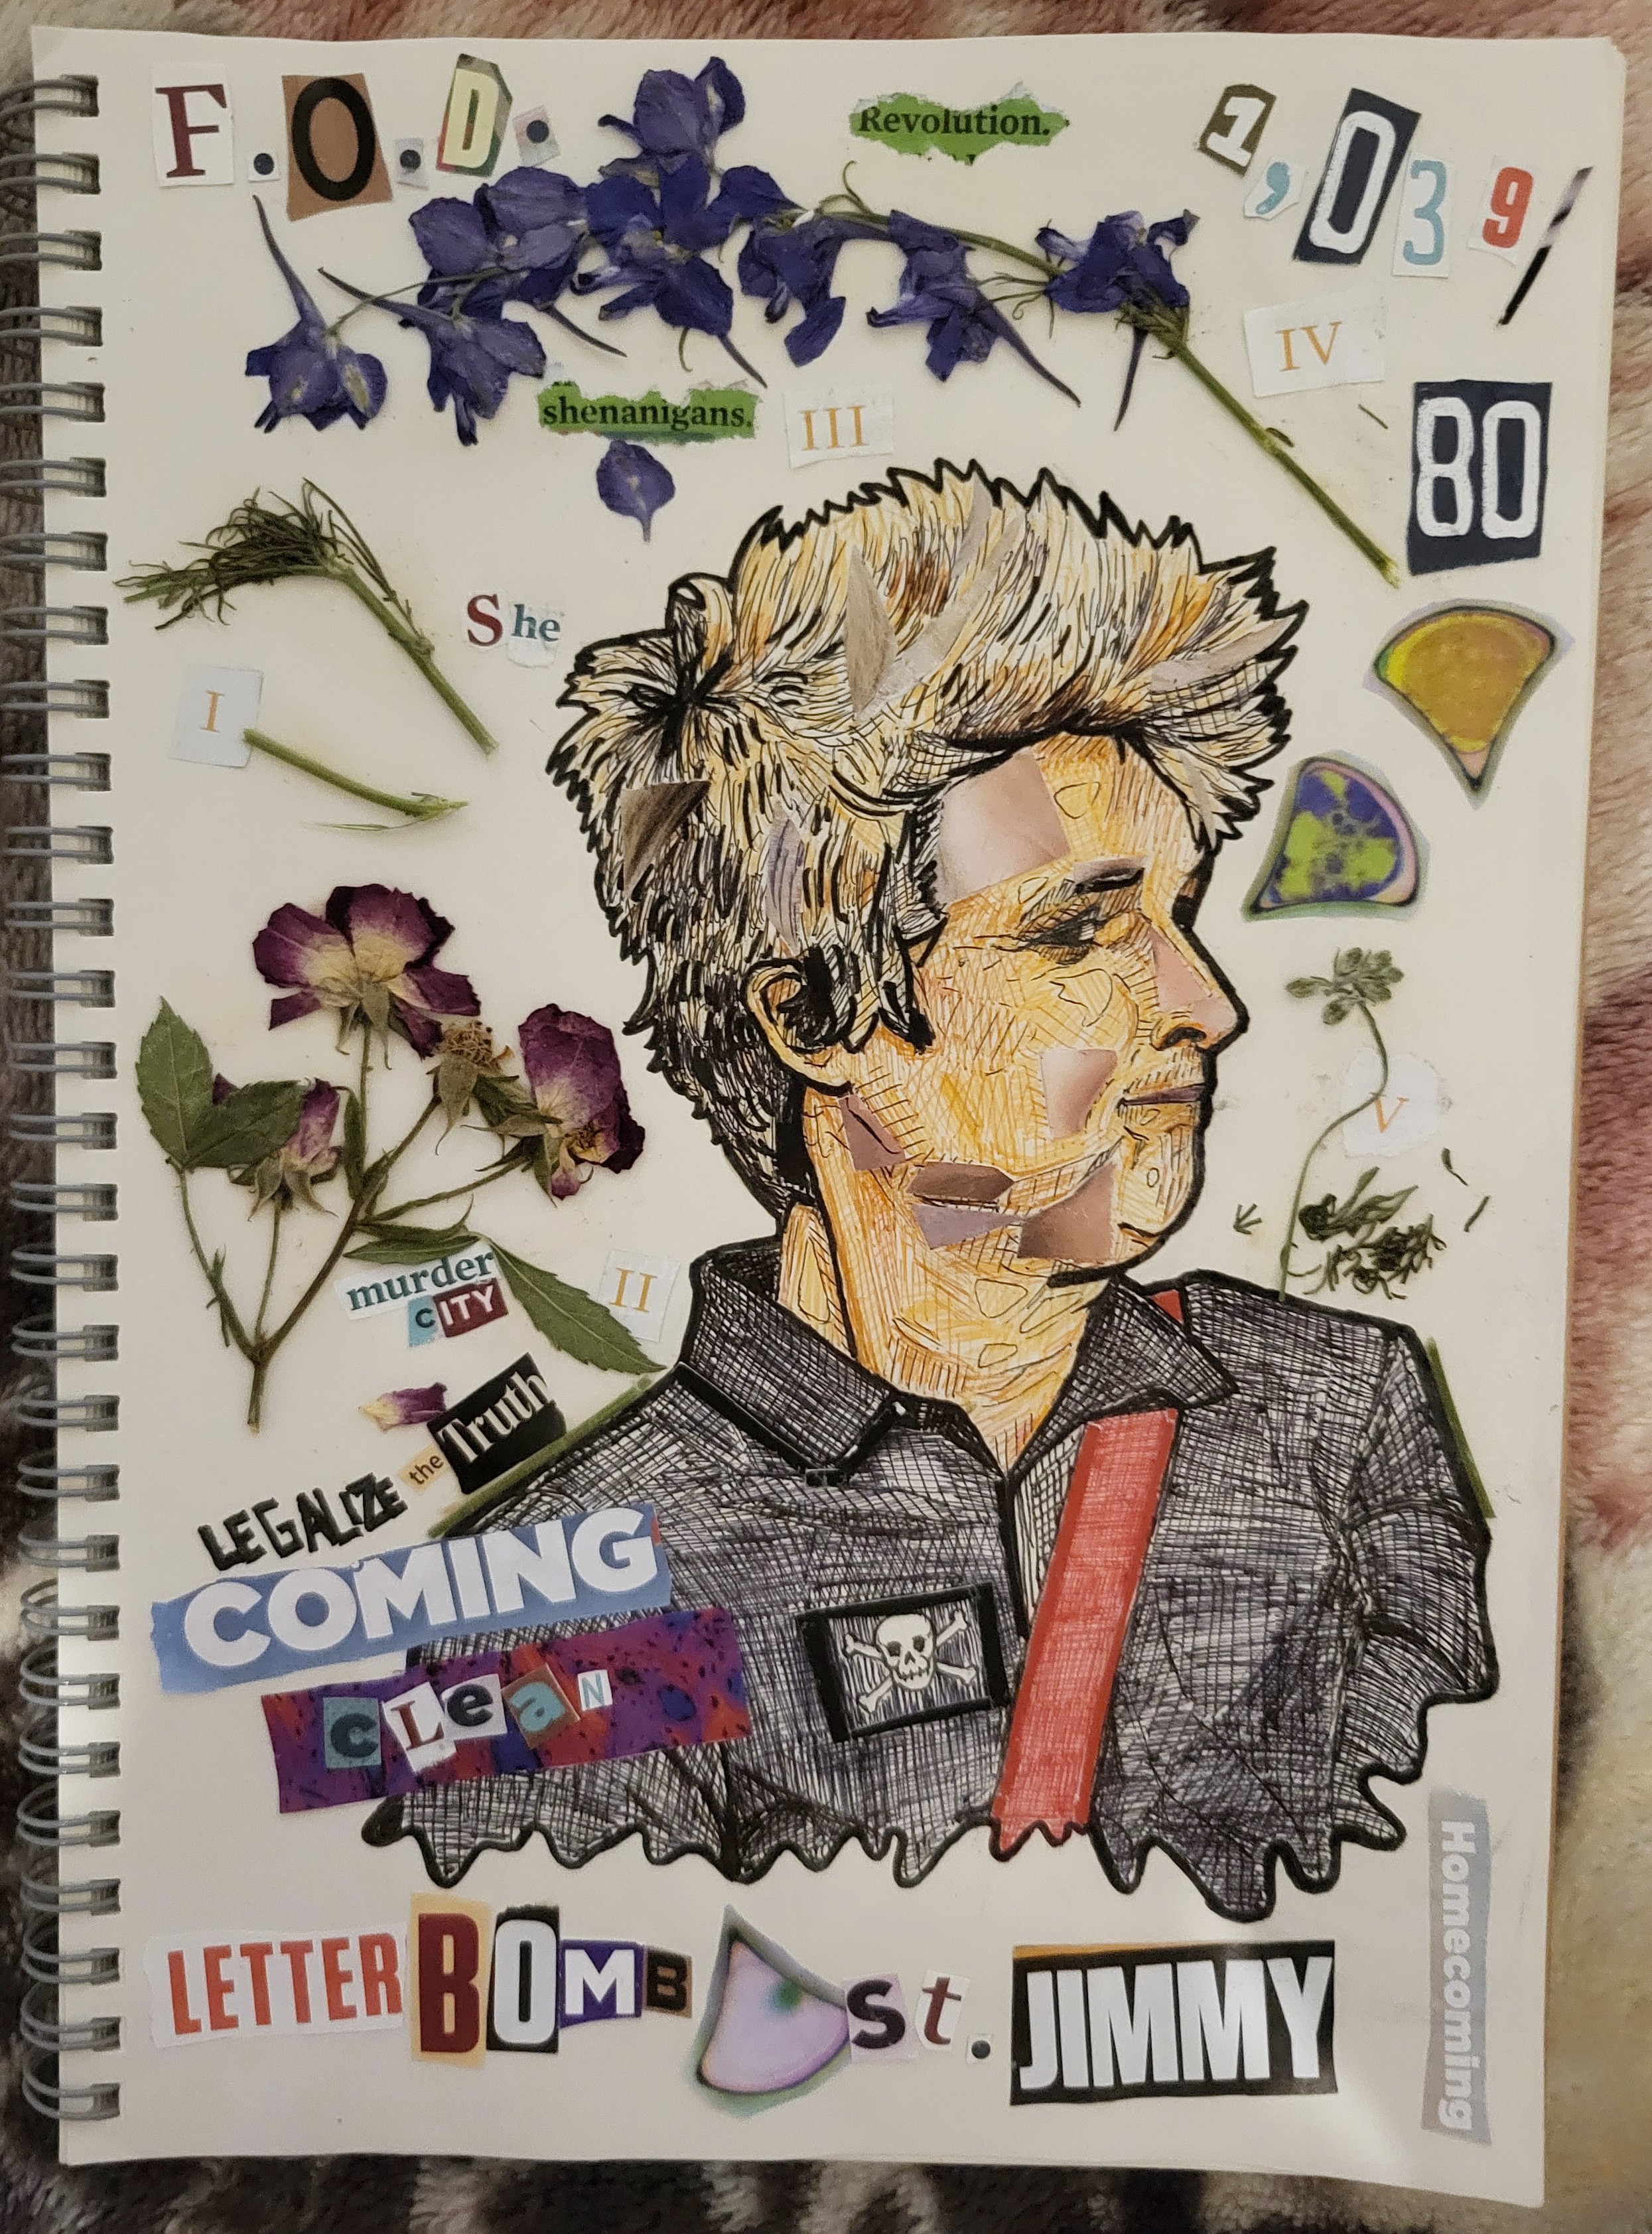 F.O.D.
Revolution.
1,039/
IV
shenanigans.
III
80
She
I
V
murder
cITY
II
LEGALIZE the Truth
COMING
cLeaN
LETTER BOMB
st. JIMMY
Homecoming